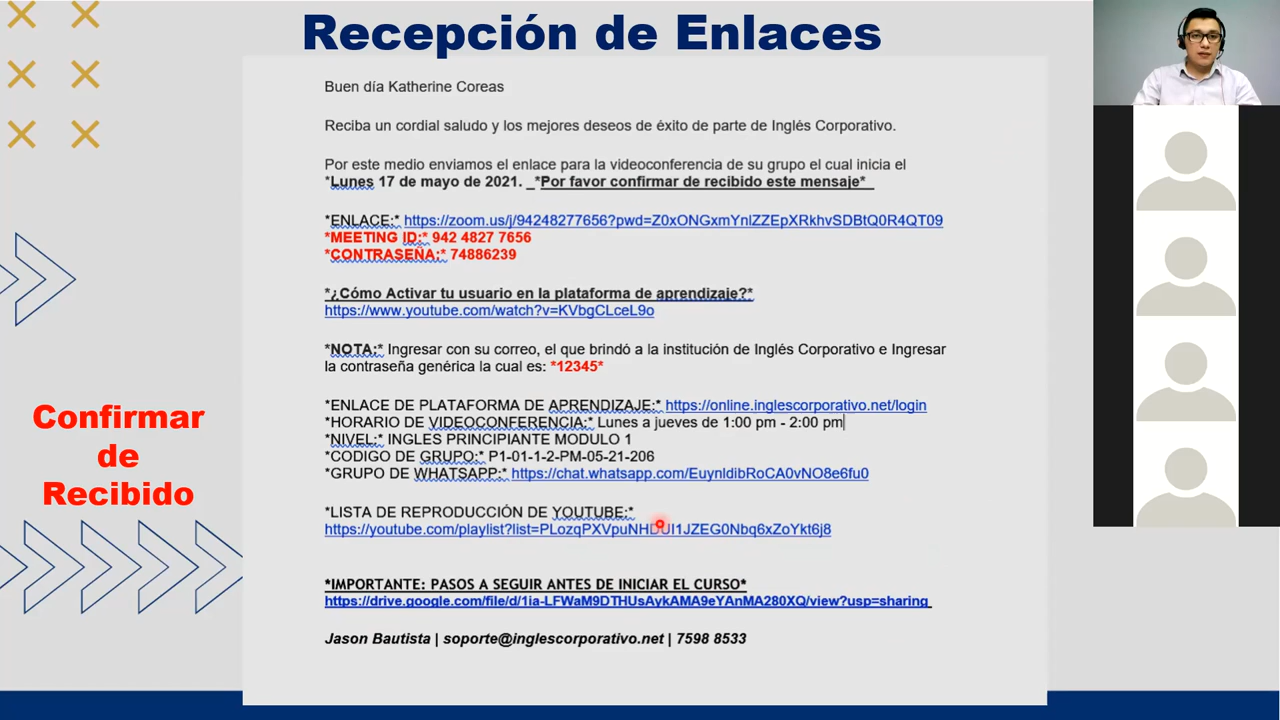 Recepción de Enlaces
Buen día Katherine Coreas
Reciba un cordial saludo y los mejores deseos de éxito de parte de Inglés Corporativo.
Por este medio enviamos el enlace para la videoconferencia de su grupo el cual inicia el
*Lunes 17 de mayo de 2021. _*Por favor confirmar de recibido este mensaje*_
*ENLACE:* https://zoom.us/j/94248277656?pwd=Z0xONGxmYnlZZEpXRkhvSDBtQ0R4QT09
*MEETING ID:* 942 4827 7656
*CONTRASEÑA:* 74886239
*¿Cómo Activar tu usuario en la plataforma de aprendizaje?*
https://www.youtube.com/watch?v=KVbgCLceL9o
*NOTA:* Ingresar con su correo, el que brindó a la institución de Inglés Corporativo e Ingresar
la contraseña genérica la cual es: *12345*
*ENLACE DE PLATAFORMA DE APRENDIZAJE:* https://online.inglescorporativo.net/login
*HORARIO DE VIDEOCONFERENCIA:* Lunes a jueves de 1:00 pm - 2:00 pm
*NIVEL:* INGLES PRINCIPIANTE MODULO 1
*CODIGO DE GRUPO:* P1-01-1-2-PM-05-21-206
*GRUPO DE WHATSAPP:* https://chat.whatsapp.com/EuynldibRoCA0vNO8e6fu0
*LISTA DE REPRODUCCIÓN DE YOUTUBE:*
https://youtube.com/playlist?list=PLozqPXVpuNHDUI1JZEG0Nbq6xZoYkt6j8
*IMPORTANTE: PASOS A SEGUIR ANTES DE INICIAR EL CURSO*
https://drive.google.com/file/d/1ia-LFWaM9DTHUsAykAMA9eYAnMA280XQ/view?usp=sharing
Jason Bautista | soporte@inglescorporativo.net | 7598 8533
Confirmar
de
Recibido